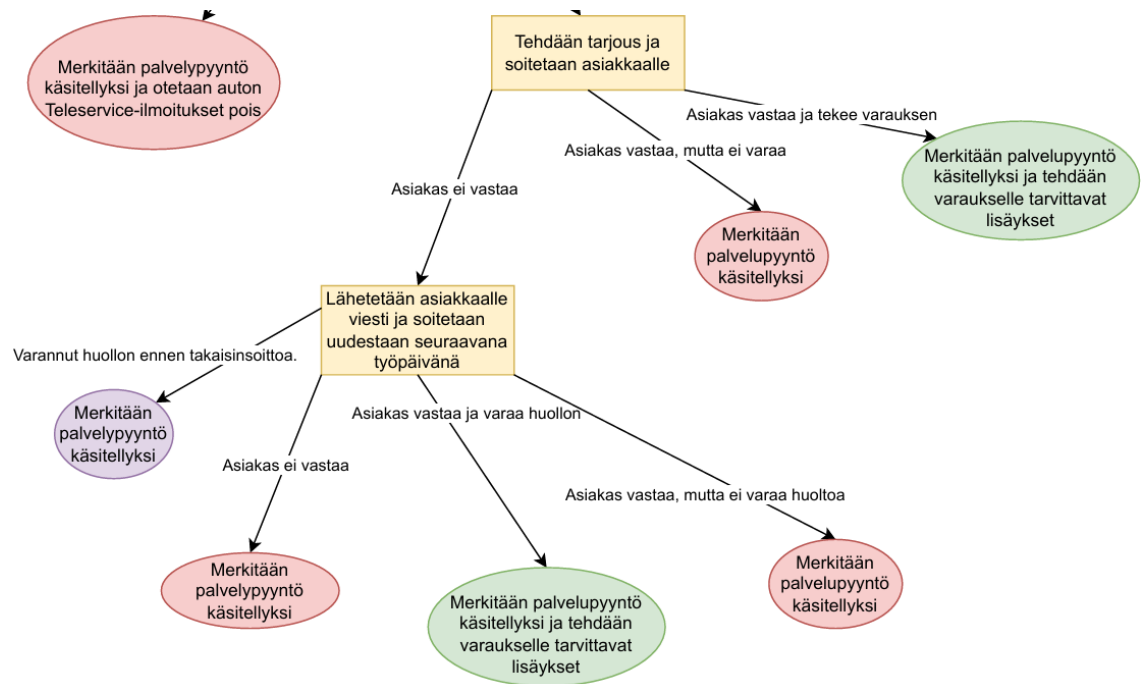 Tehdään tarjous ja
soitetaan asiakkaalle
Merkitään palvelypyyntö
käsitellyksi ja otetaan auton
Teleservice-ilmoitukset pois
Asiakas vastaa ja tekee varauksen
Asiakas vastaa, mutta ei varaa
Merkitään palvelupyyntö
käsitellyksi ja tehdään
varaukselle tarvittavat
lisäykset
Asiakas ei vastaa
Merkitään
palvelupyyntö
käsitellyksi
Lähetetään asiakkaalle
viesti ja soitetaan
uudestaan seuraavana
työpäivänä
Varannut huollon ennen takaisinsoittoa.
Merkitään
palvelypyyntö
käsitellyksi
Asiakas vastaa ja varaa huollon
Asiakas ei vastaa
Asiakas vastaa, mutta ei varaa huoltoa
Merkitään
palvelypyyntö
käsitellyksi
Merkitään palvelupyyntö
käsitellyksi ja tehdään
varaukselle tarvittavat
lisäykset
Merkitään
palvelupyyntö
käsitellyksi